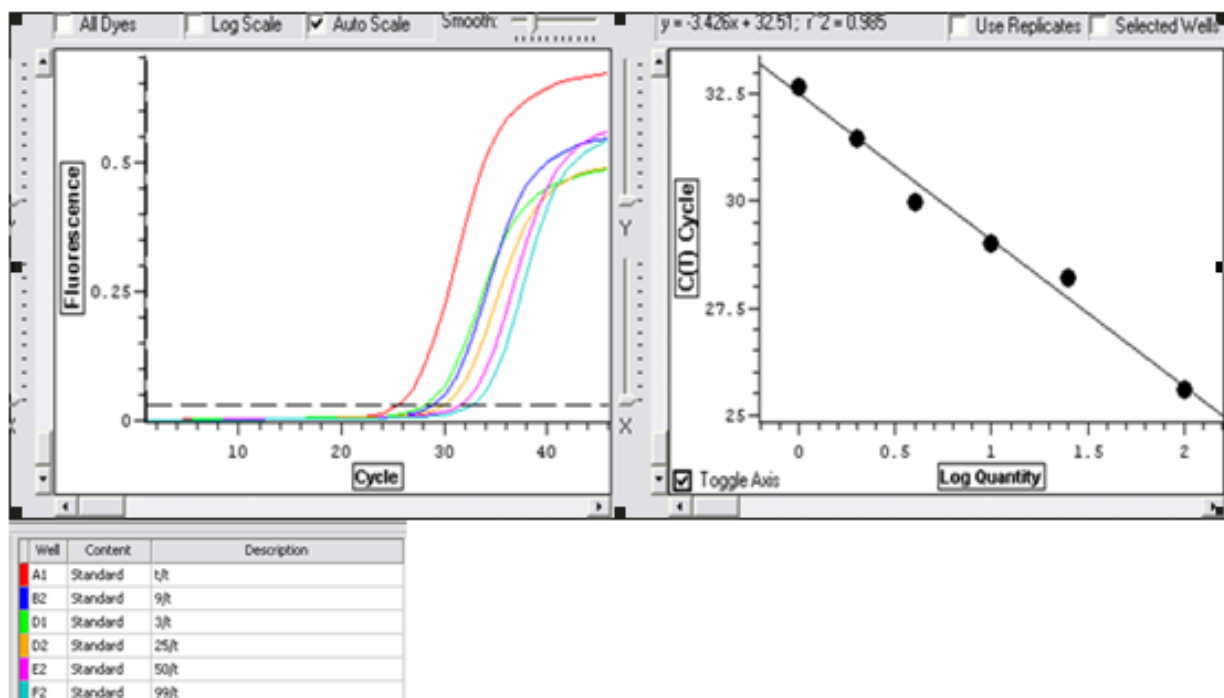 All Dyes Log Scale Auto Scale Smooth:
Fluorescence
0.5
0.25
0
10 20 30 40
Cycle
y = -3.426x + 32.51; r^2 = 0.985 Use Replicates Selected Wells
Y
X
C(T) Cycle
32.5
30
27.5
25
0 0.5 1 1.5 2
Toggle Axis Log Quantity
Well Content Description
A1 Standard t/t
B2 Standard 9/t
D1 Standard 3/t
D2 Standard 25/t
E2 Standard 50/t
F2 Standard 99/t